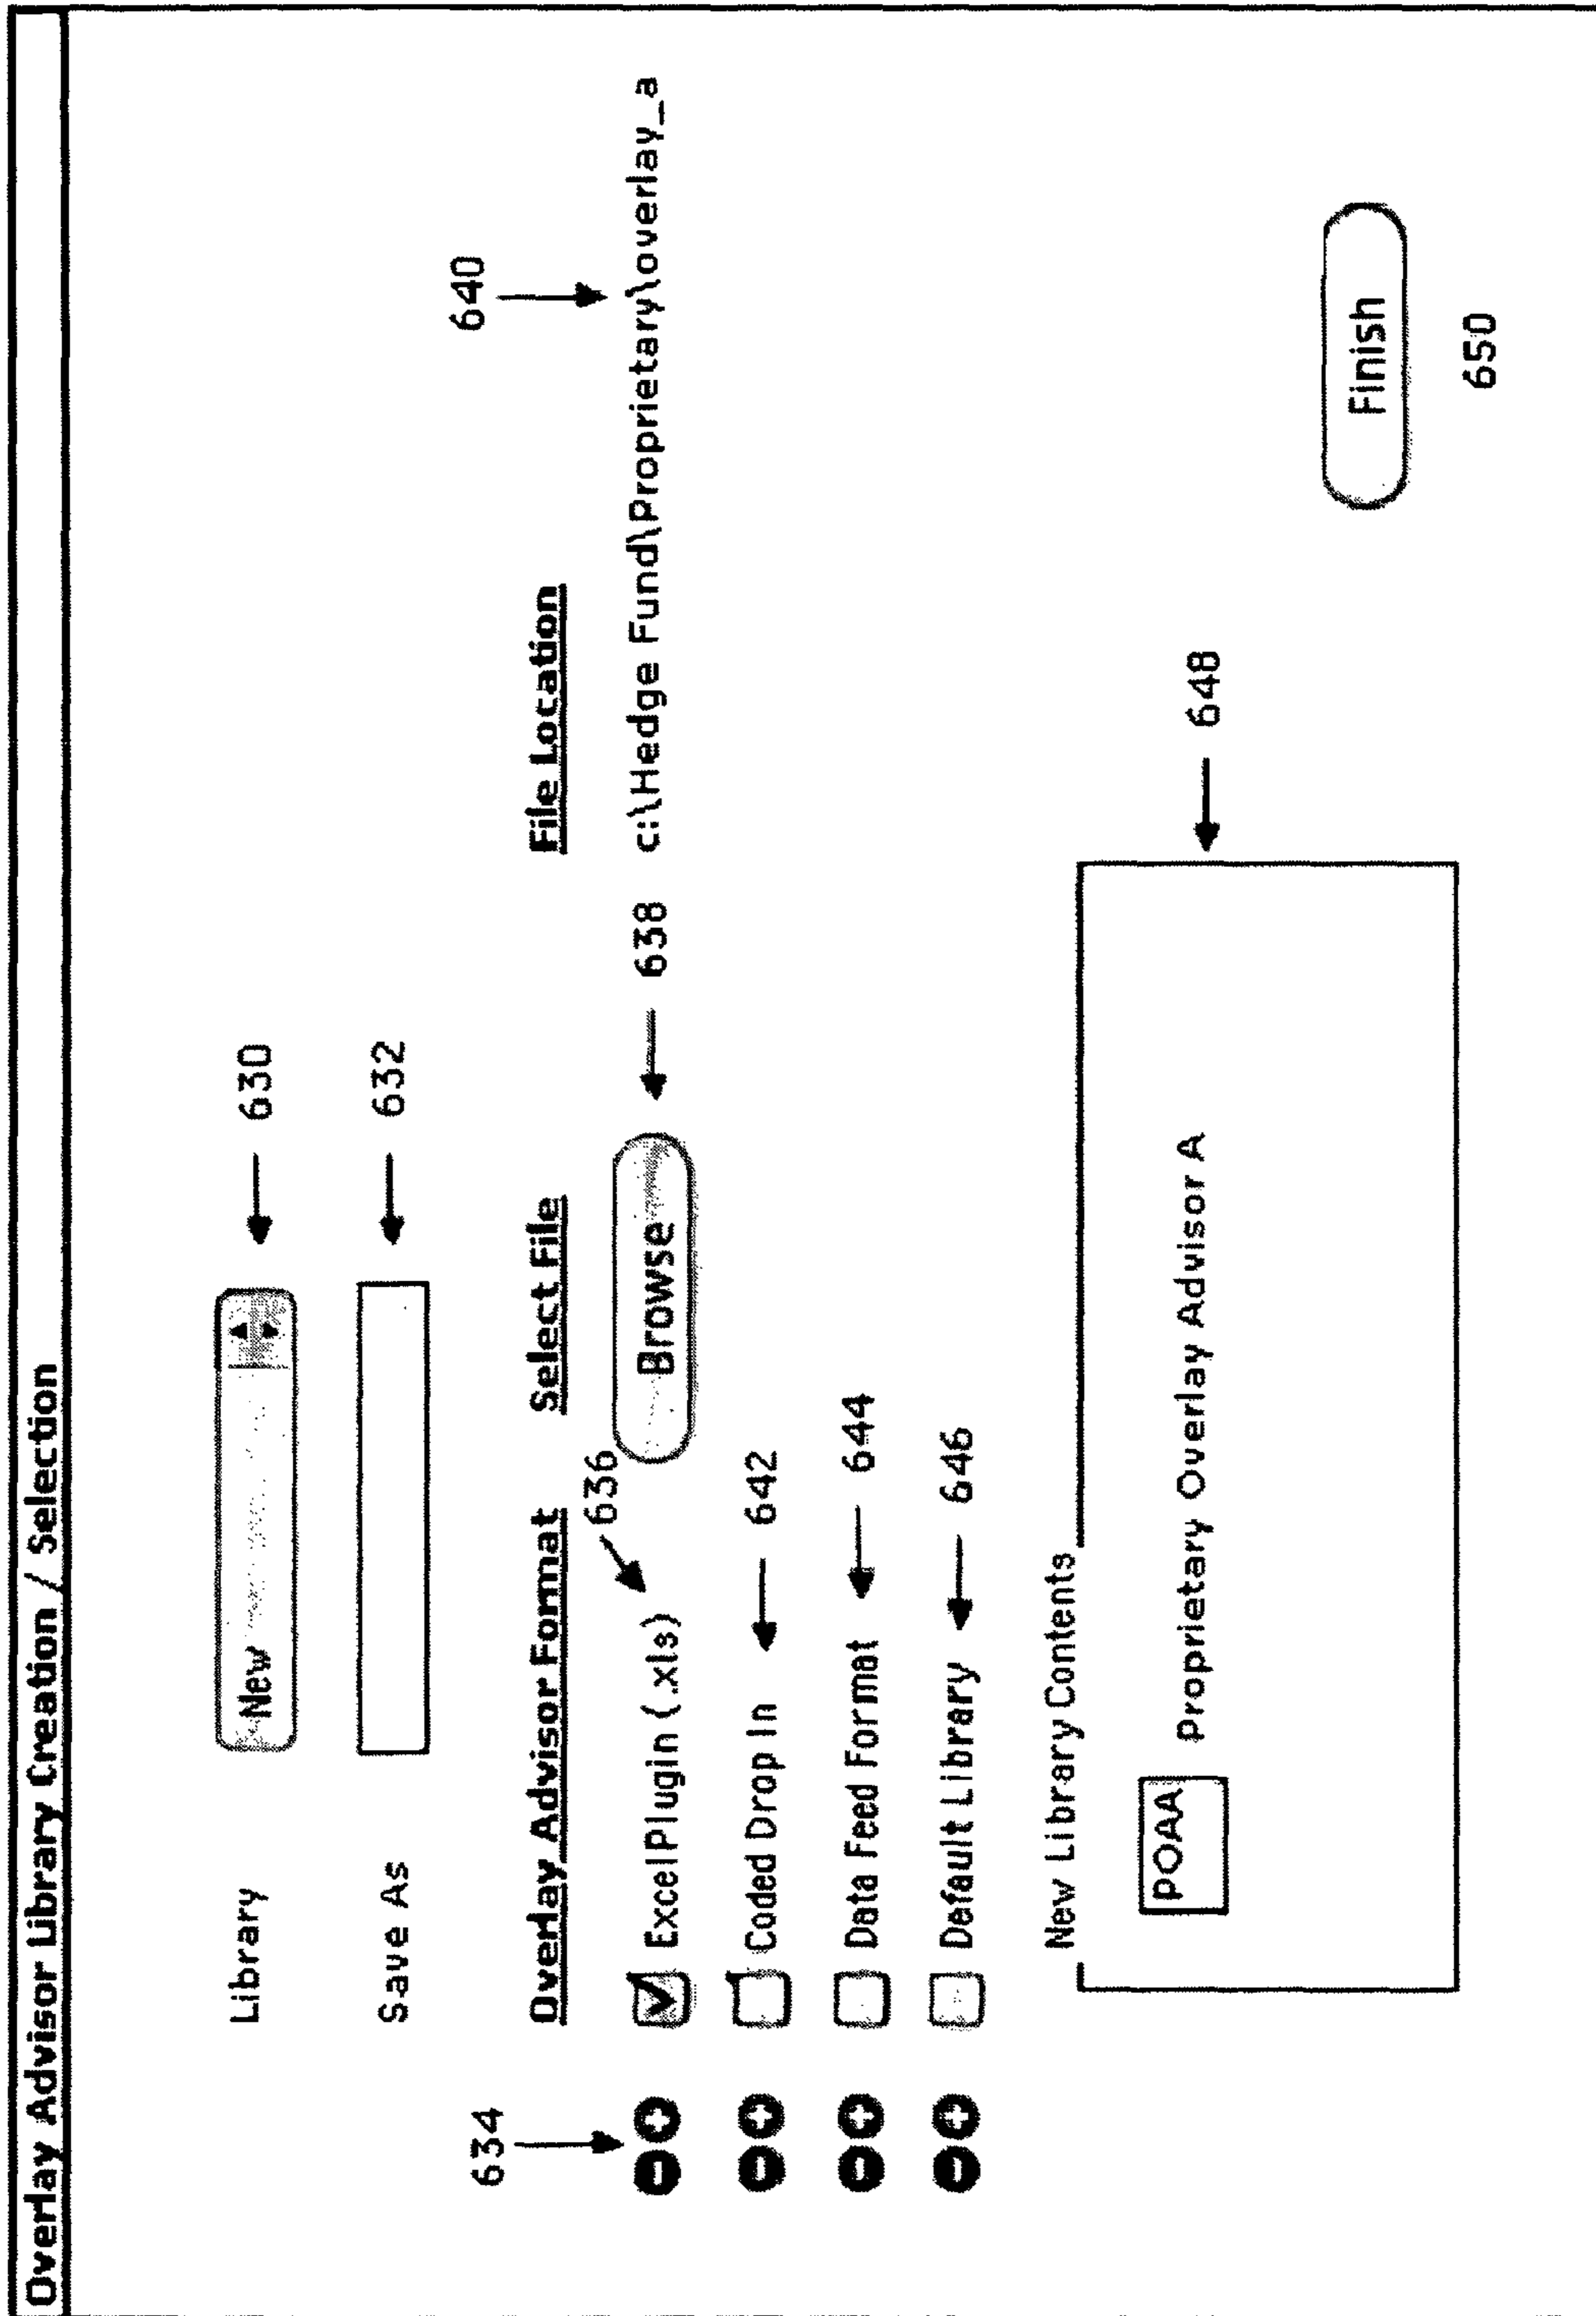 Overlay Advisor Library Creation / Selection
Library New 630
Save As 632
634
Overlay Advisor Format Select File File Location
636
640
Excel Plugin (.xls) Browse 638 c:\Hedge Fund\Proprietary\overlay_a
Coded Drop In 642
Data Feed Format 644
Default Library 646
New Library Contents
POAA Proprietary Overlay Advisor A 648
Finish
650